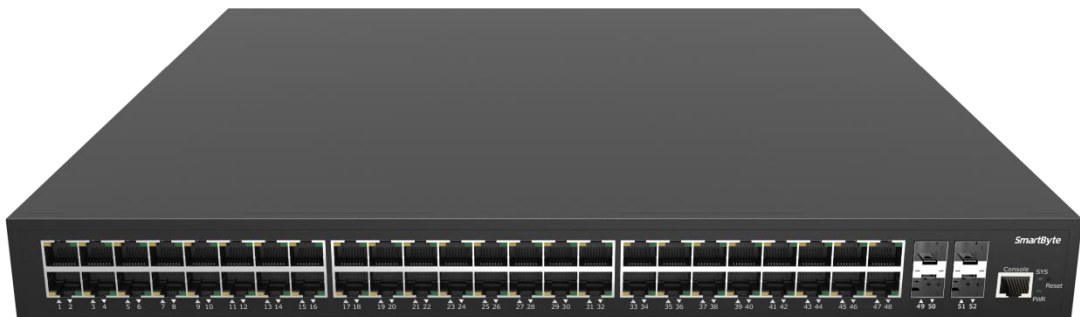 SmartByte
Console SYS
Reset
PWR
1 2 3 4 5 6 7 8 9 10 11 12 13 14 15 16 17 18 19 20 21 22 23 24 25 26 27 28 29 30 31 32 33 34 35 36 37 38 39 40 41 42 43 44 45 46 47 48 49 50 51 52